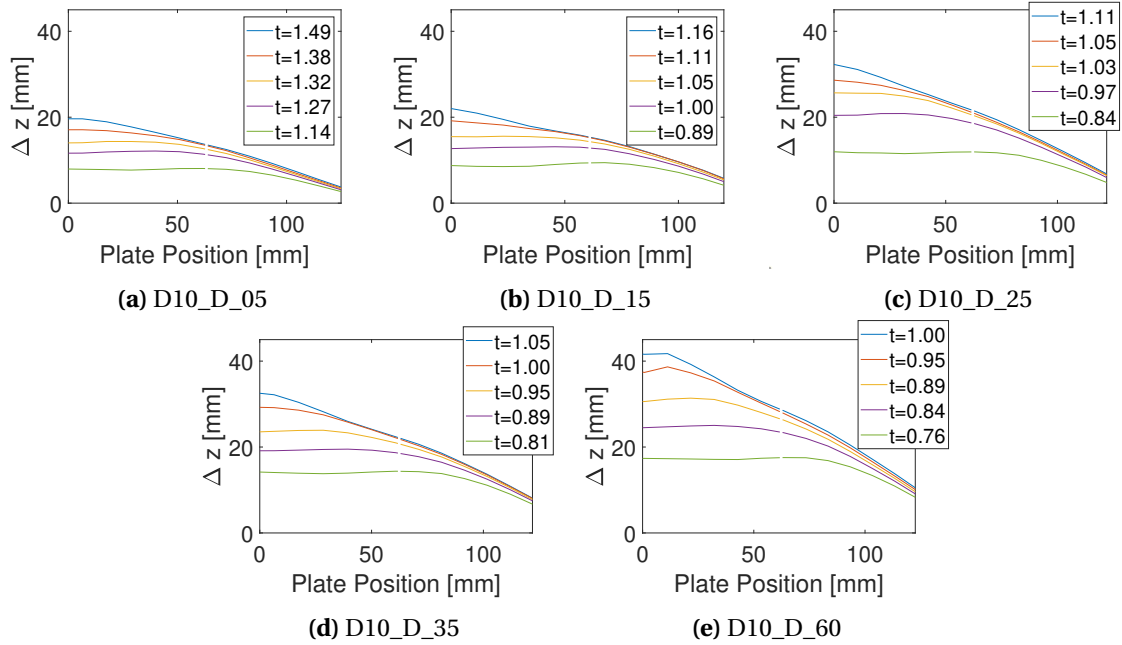 40
20
0
Δ z [mm]
0 50 100
Plate Position [mm]
t=1.49
t=1.38
t=1.32
t=1.27
t=1.14
(a) D10_D_05
40
20
0
Δ z [mm]
0 50 100
Plate Position [mm]
t=1.16
t=1.11
t=1.05
t=1.00
t=0.89
(b) D10_D_15
40
20
0
Δ z [mm]
0 50 100
Plate Position [mm]
t=1.11
t=1.05
t=1.03
t=0.97
t=0.84
(c) D10_D_25
40
20
0
Δ z [mm]
0 50 100
Plate Position [mm]
t=1.05
t=1.00
t=0.95
t=0.89
t=0.81
(d) D10_D_35
40
20
0
Δ z [mm]
0 50 100
Plate Position [mm]
t=1.00
t=0.95
t=0.89
t=0.84
t=0.76
(e) D10_D_60